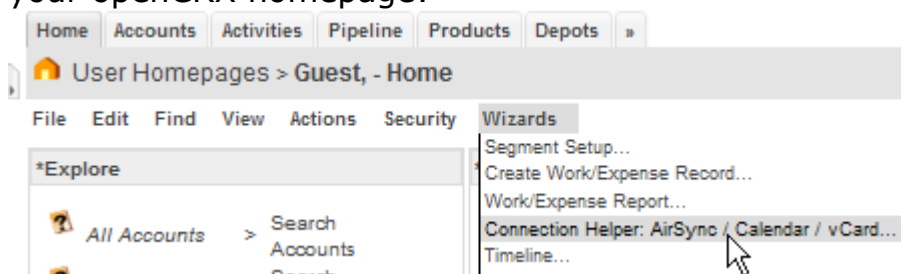 your openCRX homepage:
Home Accounts Activities Pipeline Products Depots »
User Homepages > Guest, - Home
File Edit Find View Actions Security Wizards
*Explore
Segment Setup...
Create Work/Expense Record...
Work/Expense Report...
Connection Helper: AirSync / Calendar / vCard...
Timeline...
All Accounts > Search
Accounts